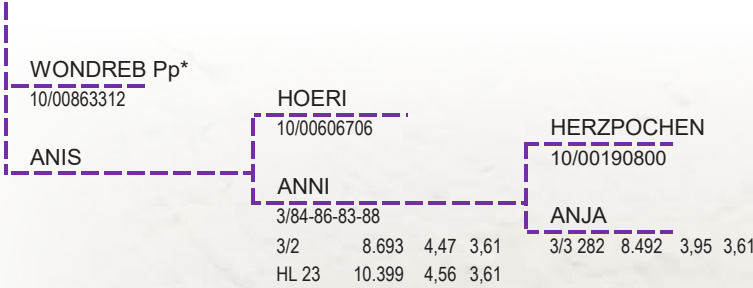 WONDREB Pp*
10/00863312
ANIS
HOERI
10/00606706
ANNI
3/84-86-83-88
3/2 8.693 4,47 3,61
HL 23 10.399 4,56 3,61
HERZPOCHEN
10/00190800
ANJA
3/3 282 8.492 3,95 3,61